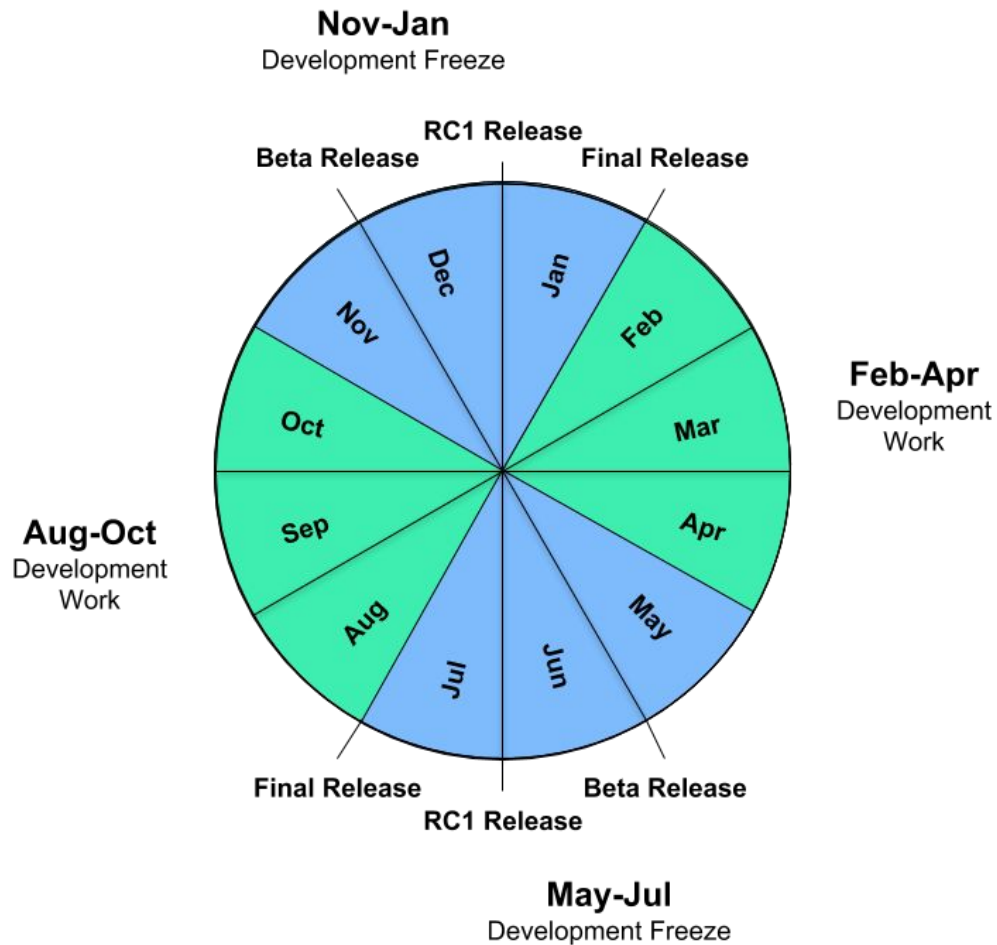 Nov-Jan
Development Freeze
RC1 Release
Beta Release
Final Release
Dec
Jan
Nov
Feb
Oct
Mar
Feb-Apr
Development
Work
Sep
Apr
Aug-Oct
Development
Work
Aug
May
Jul
Jun
Final Release
Beta Release
RC1 Release
May-Jul
Development Freeze